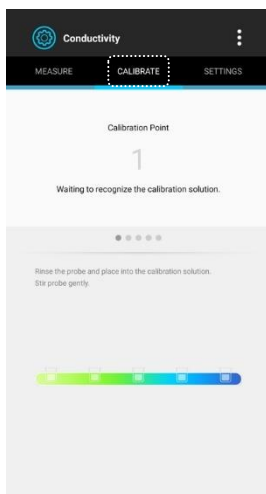 Conductivity
MEASURE CALIBRATE SETTINGS
Calibration Point
1
Waiting to recognize the calibration solution.
Rinse the probe and place into the calibration solution.
Stir probe gently.